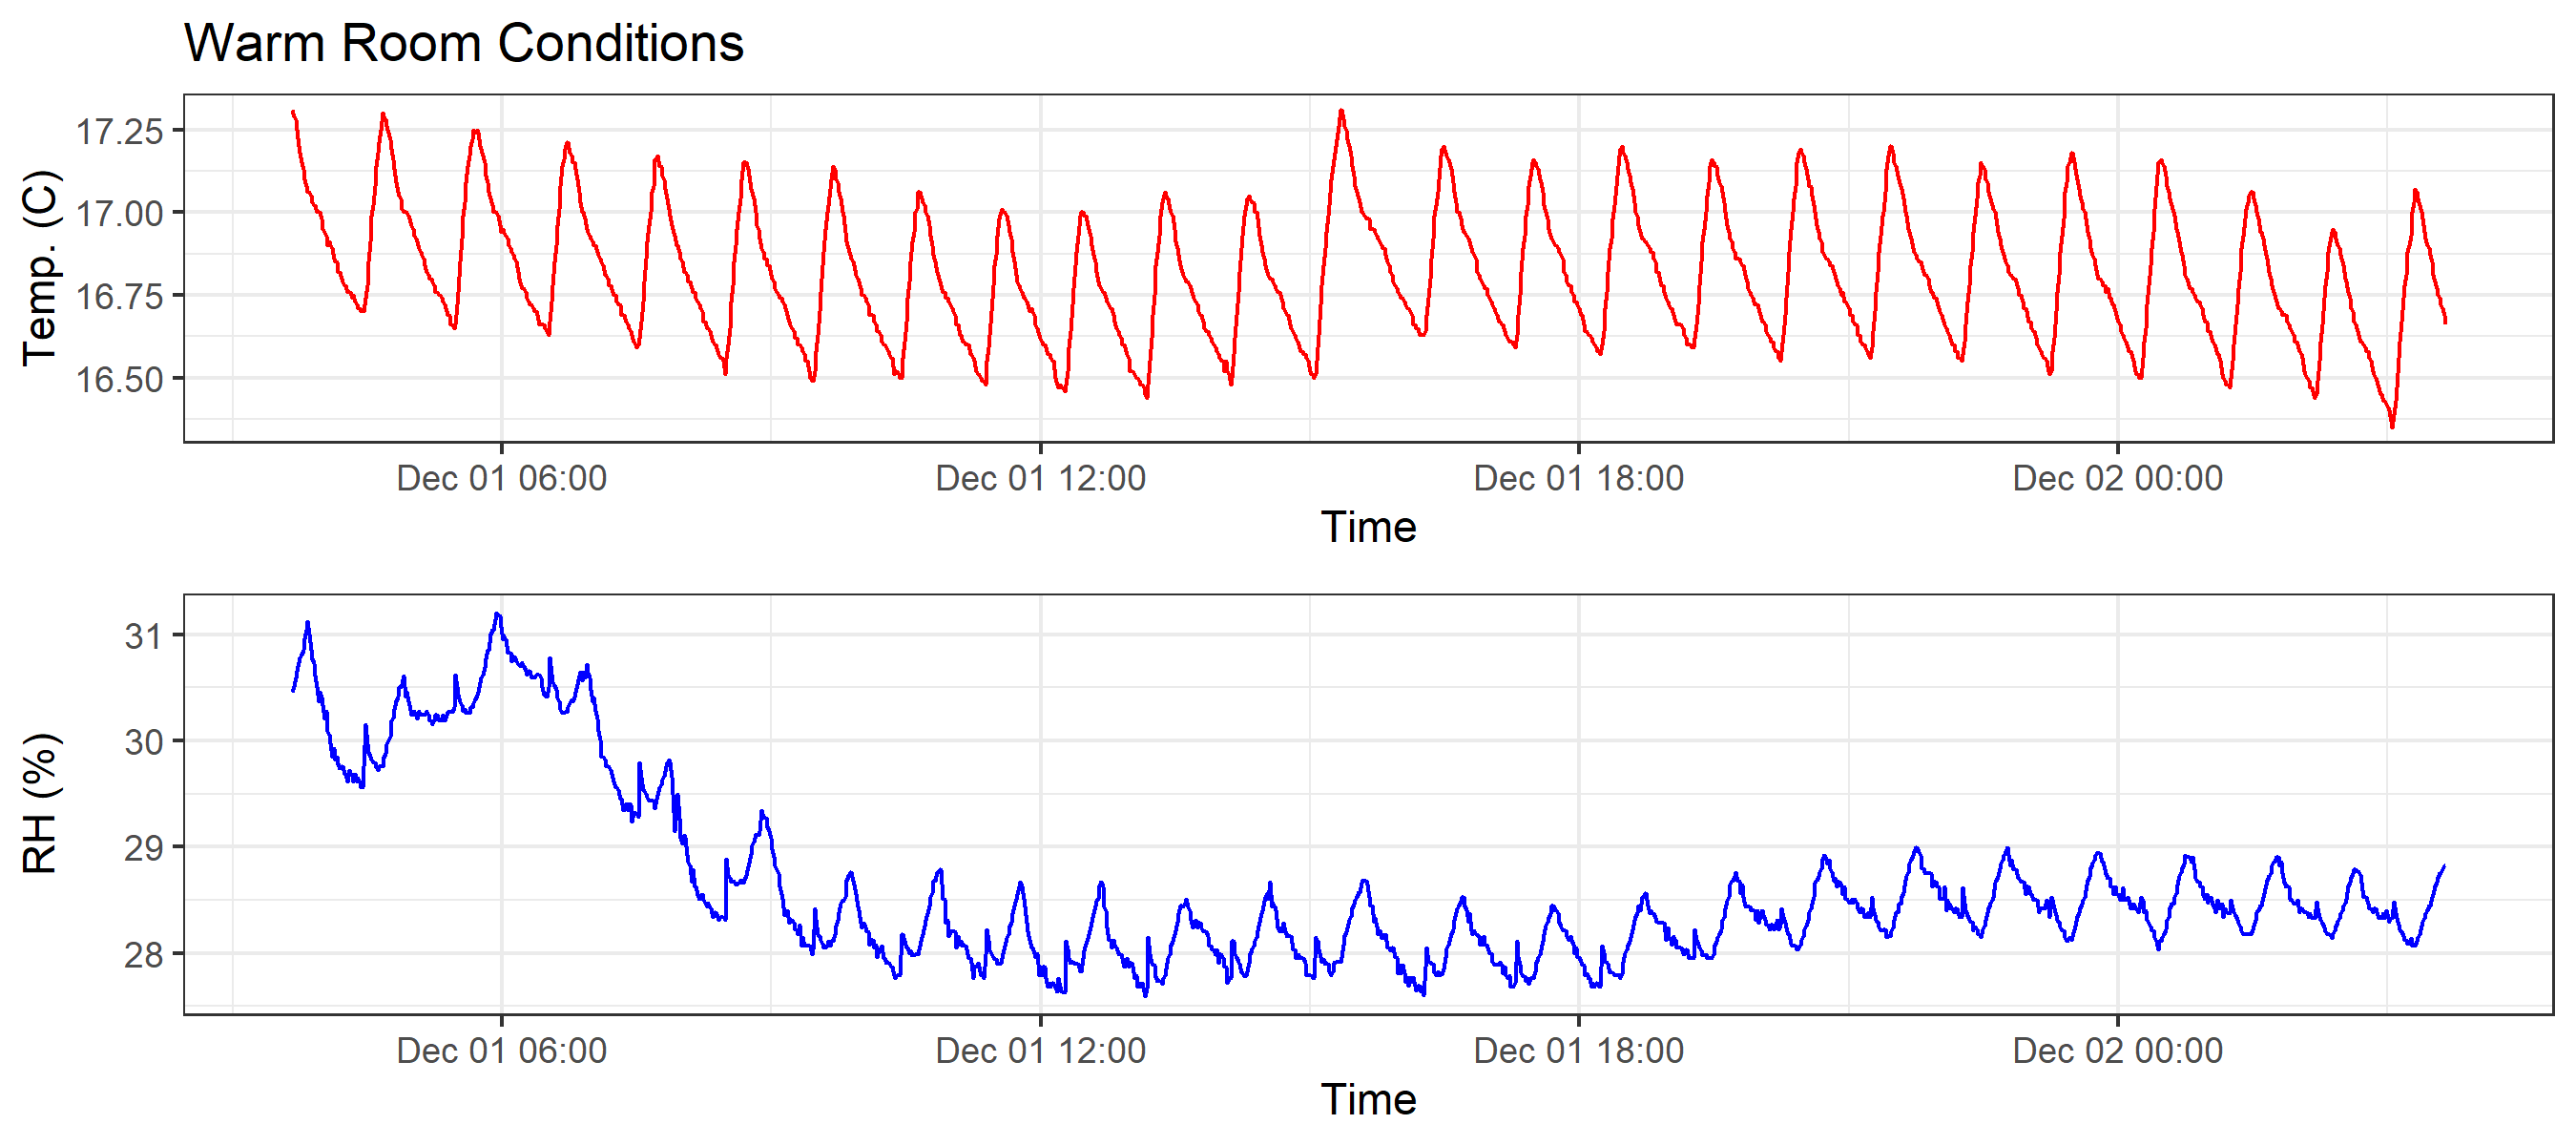 Warm Room Conditions
Temp. (C)
17.25
17.00
16.75
16.50
Dec 01 06:00 Dec 01 12:00 Dec 01 18:00 Dec 02 00:00
Time
RH (%)
31
30
29
28
Dec 01 06:00 Dec 01 12:00 Dec 01 18:00 Dec 02 00:00
Time